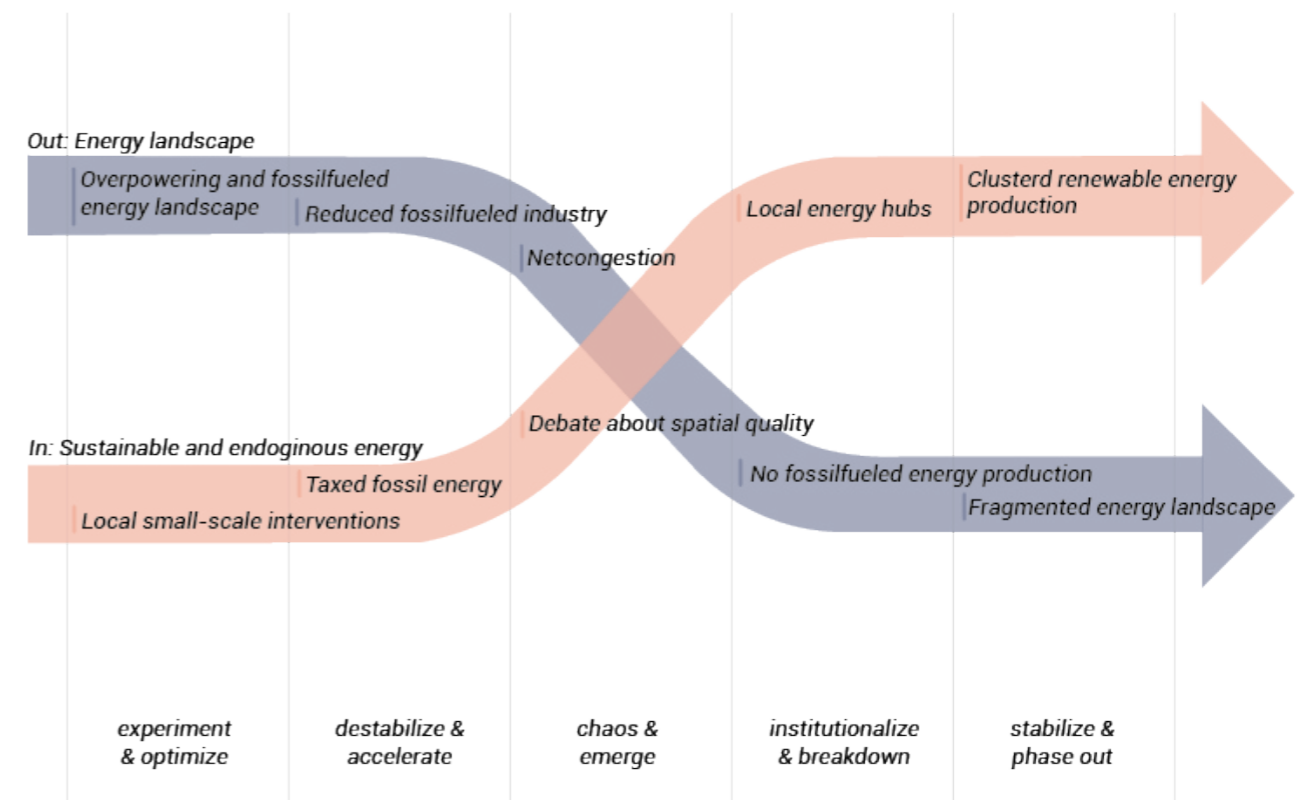 Out: Energy landscape
Overpowering and fossilfueled
energy landscape
Reduced fossilfueled industry
Netcongestion
Local energy hubs
Clusterd renewable energy
production
In: Sustainable and endoginous energy
Taxed fossil energy
Local small-scale interventions
Debate about spatial quality
No fossilfueled energy production
Fragmented energy landscape
experiment
& optimize
destabilize &
accelerate
chaos &
emerge
institutionalize
& breakdown
stabilize &
phase out